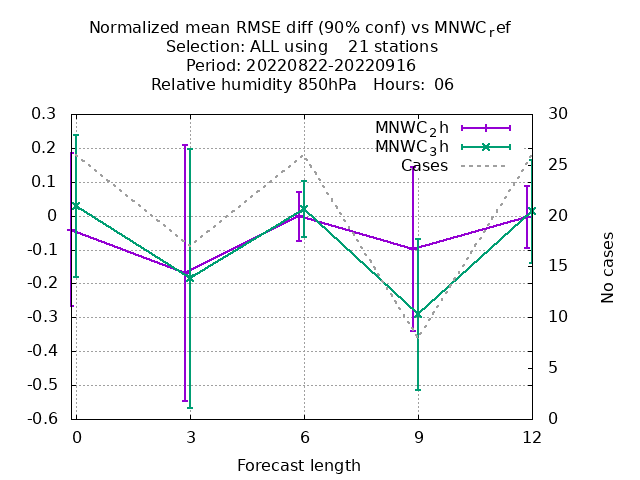 Normalized mean RMSE diff (90% conf) vs MNWC_ref
Selection: ALL using    21 stations
Period: 20220822-20220916
Relative humidity 850hPa   Hours:  06
MNWC_2h
MNWC_3h
Cases
0.3
0.2
0.1
0
-0.1
-0.2
-0.3
-0.4
-0.5
-0.6
30
25
20
15
10
5
0
No cases
0 3 6 9 12
Forecast length